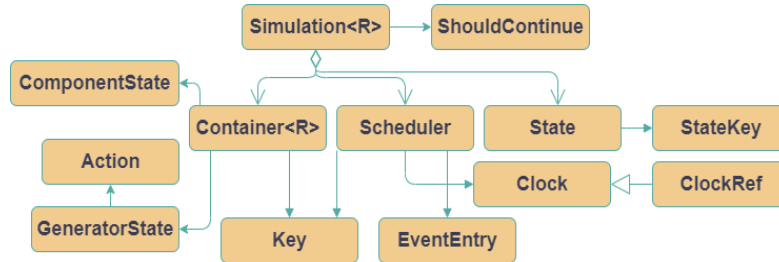 Simulation<R>
ShouldContinue
ComponentState
Container<R>
Scheduler
State
StateKey
Action
Clock
ClockRef
GeneratorState
Key
EventEntry